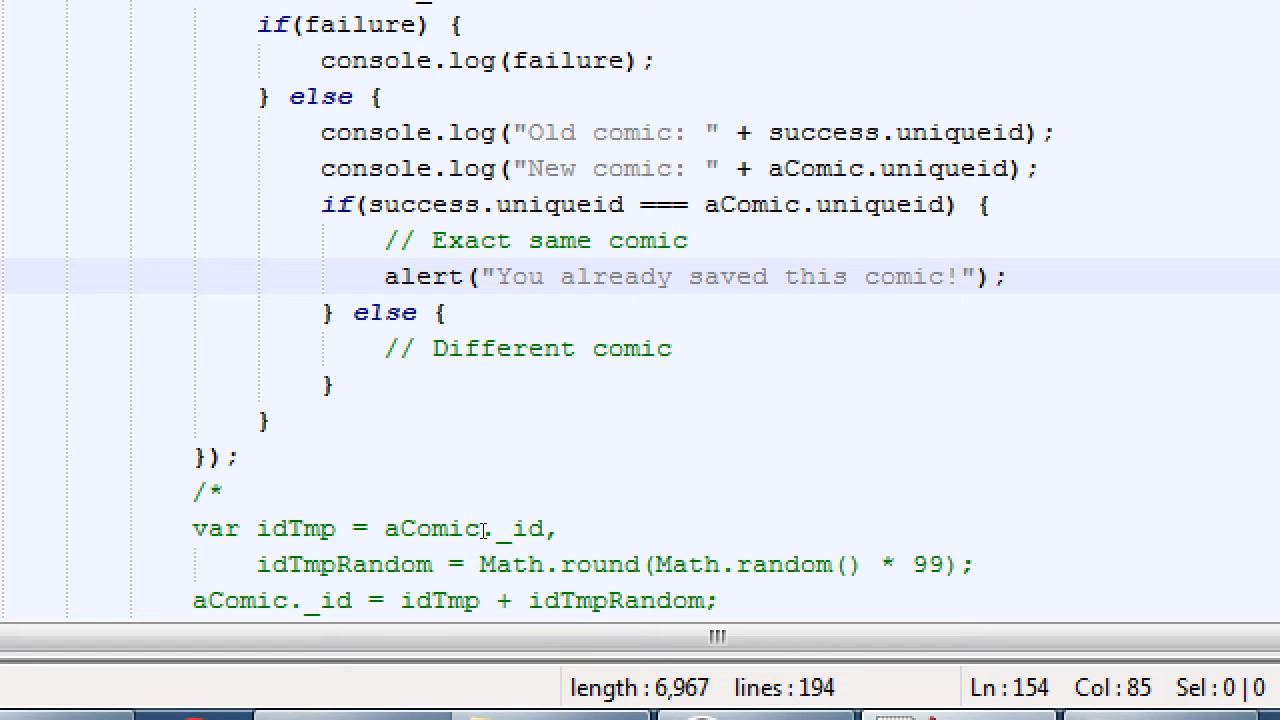 if(failure) {
console.log(failure);
} else {
console.log("Old comic: " + success.uniqueid);
console.log("New comic: " + aComic.uniqueid);
if(success.uniqueid === aComic.uniqueid) {
// Exact same comic
alert("You already saved this comic!");
} else {
// Different comic
}
}
});
/*
var idTmp = aComic._id,
idTmpRandom = Math.round(Math.random() * 99);
aComic._id = idTmp + idTmpRandom;
length : 6,967 lines : 194 Ln : 154 Col : 85 Sel : 0 | 0